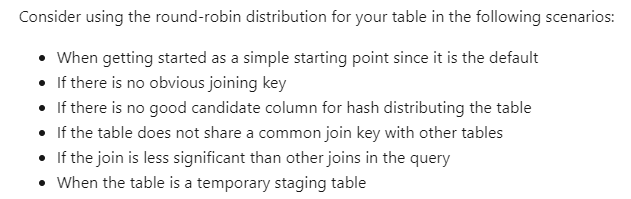 Consider using the round-robin distribution for your table in the following scenarios:
• When getting started as a simple starting point since it is the default
• If there is no obvious joining key
• If there is no good candidate column for hash distributing the table
• If the table does not share a common join key with other tables
• If the join is less significant than other joins in the query
• When the table is a temporary staging table